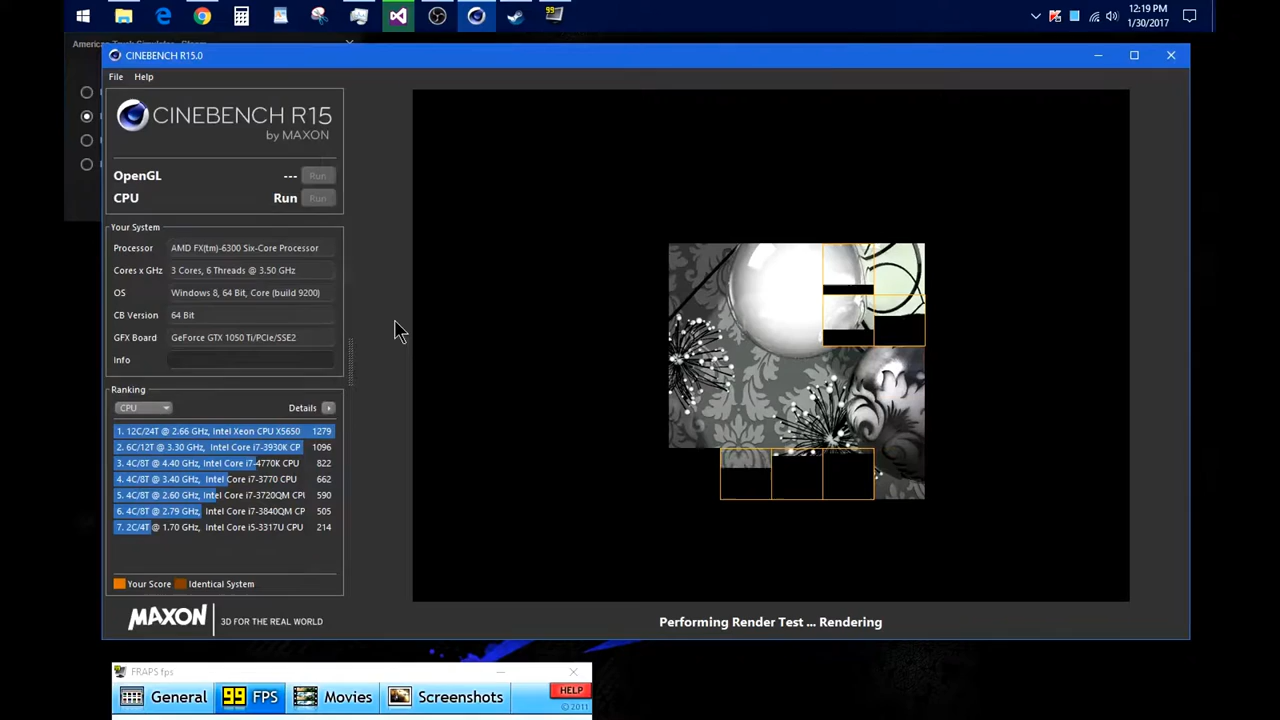 12:19 PM
1/30/2017
CINEBENCH R15.0
File Help
CINEBENCH R15
by MAXON
OpenGL --- Run
CPU Run Run
Your System
Processor AMD FX(tm)-6300 Six-Core Processor
Cores x GHz 3 Cores, 6 Threads @ 3.50 GHz
OS Windows 8, 64 Bit, Core (build 9200)
CB Version 64 Bit
GFX Board GeForce GTX 1050 Ti/PCIe/SSE2
Info
Ranking
CPU Details
1. 12C/24T @ 2.66 GHz, Intel Xeon CPU X5650 1279
2. 6C/12T @ 3.30 GHz, Intel Core i7-3930K CP 1096
3. 4C/8T @ 4.40 GHz, Intel Core i7-4770K CPU 822
4. 4C/8T @ 3.40 GHz, Intel Core i7-3770 CPU 662
5. 4C/8T @ 2.60 GHz, Intel Core i7-3720QM CPU 590
6. 4C/8T @ 2.79 GHz, Intel Core i7-3840QM CP 505
7. 2C/4T @ 1.70 GHz, Intel Core i5-3317U CPU 214
Your Score Identical System
MAXON 3D FOR THE REAL WORLD
Performing Render Test ... Rendering
FRAPS fps
General 99 FPS Movies Screenshots HELP
© 2011